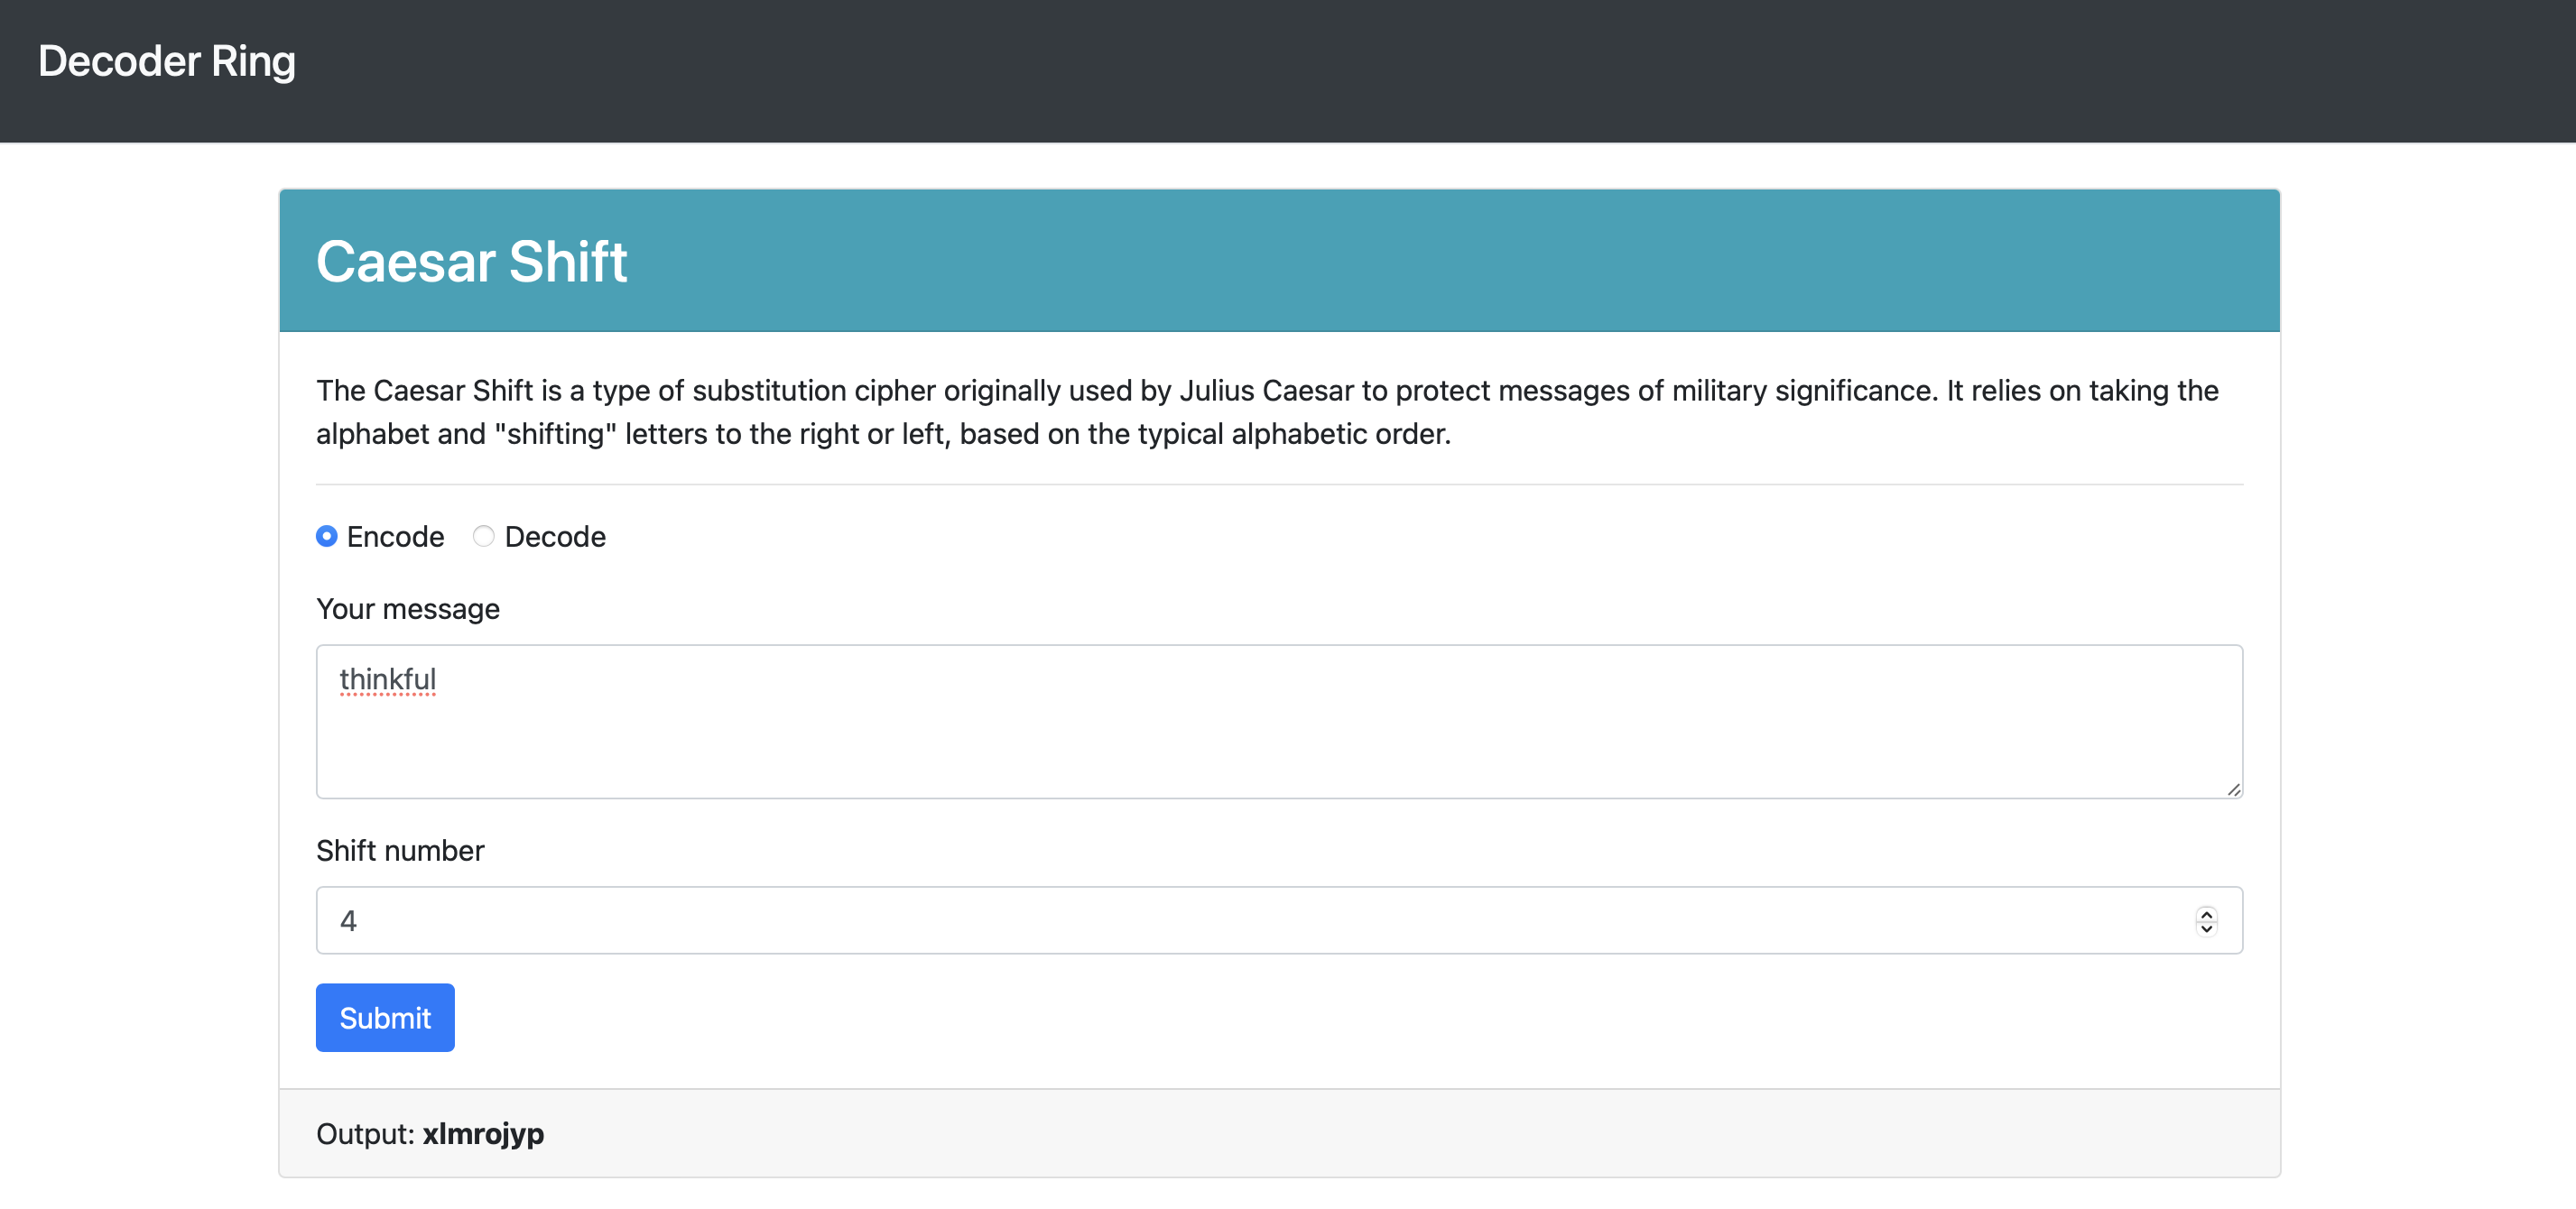 Decoder Ring
Caesar Shift
The Caesar Shift is a type of substitution cipher originally used by Julius Caesar to protect messages of military significance. It relies on taking the
alphabet and "shifting" letters to the right or left, based on the typical alphabetic order.
Encode Decode
Your message
thinkful
Shift number
4
Submit
Output: xlmrojyp